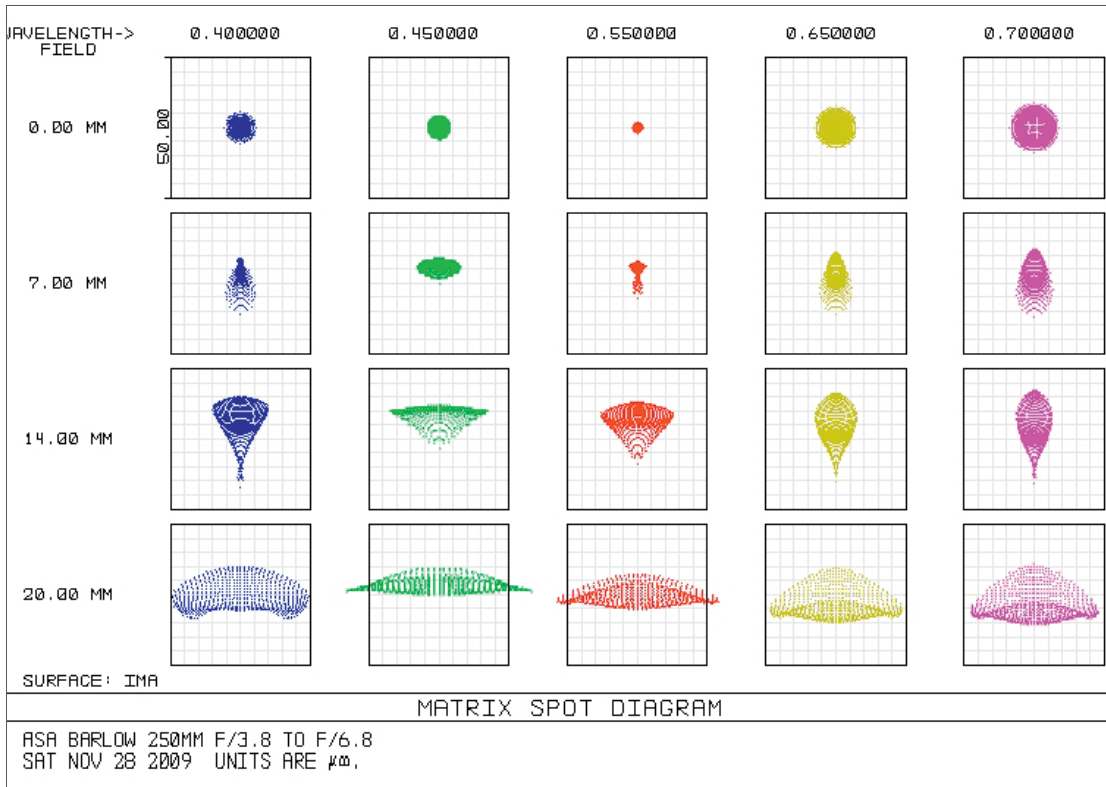 WAVELENGTH-> 0.400000 0.450000 0.550000 0.650000 0.700000
FIELD
0.00 MM
50.00
7.00 MM
14.00 MM
20.00 MM
SURFACE: IMA
MATRIX SPOT DIAGRAM
ASA BARLOW 250MM F/3.8 TO F/6.8
SAT NOV 28 2009 UNITS ARE µm.